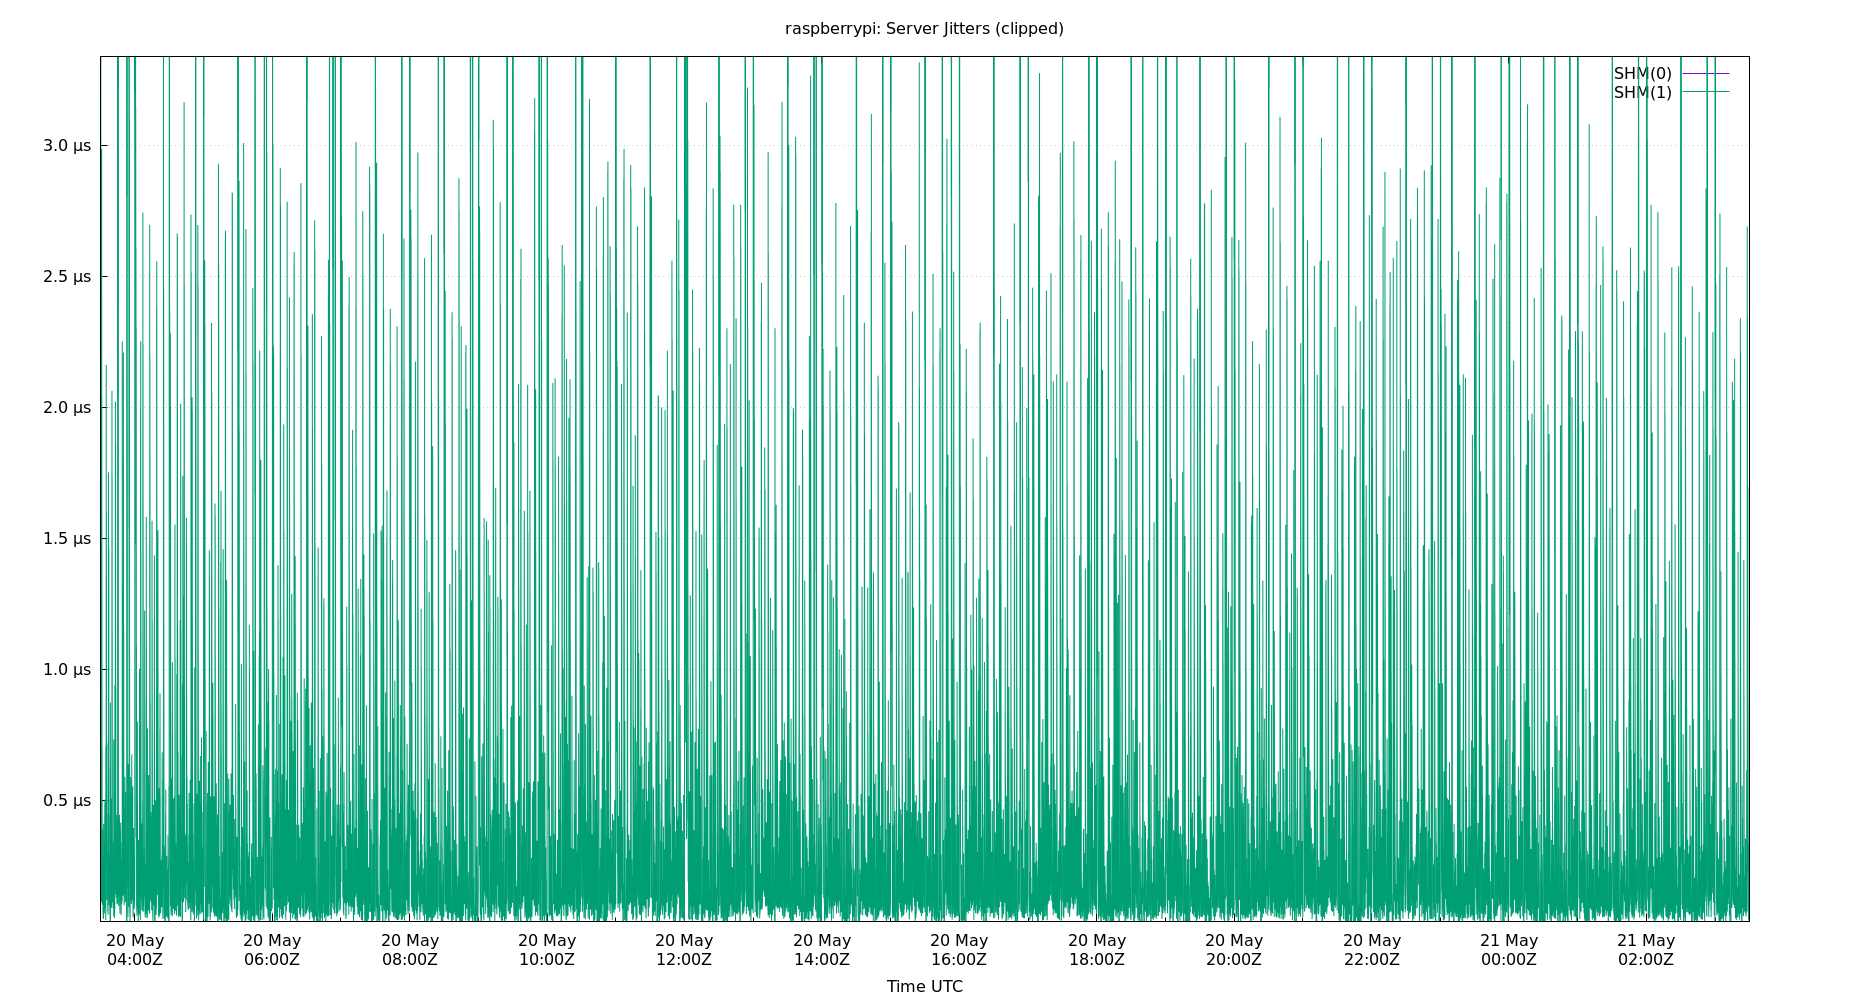 raspberrypi: Server Jitters (clipped)
SHM(0)
SHM(1)
3.0 µs
2.5 µs
2.0 µs
1.5 µs
1.0 µs
0.5 µs
20 May 20 May 20 May 20 May 20 May 20 May 20 May 20 May 20 May 20 May 21 May 21 May
04:00Z 06:00Z 08:00Z 10:00Z 12:00Z 14:00Z 16:00Z 18:00Z 20:00Z 22:00Z 00:00Z 02:00Z
Time UTC